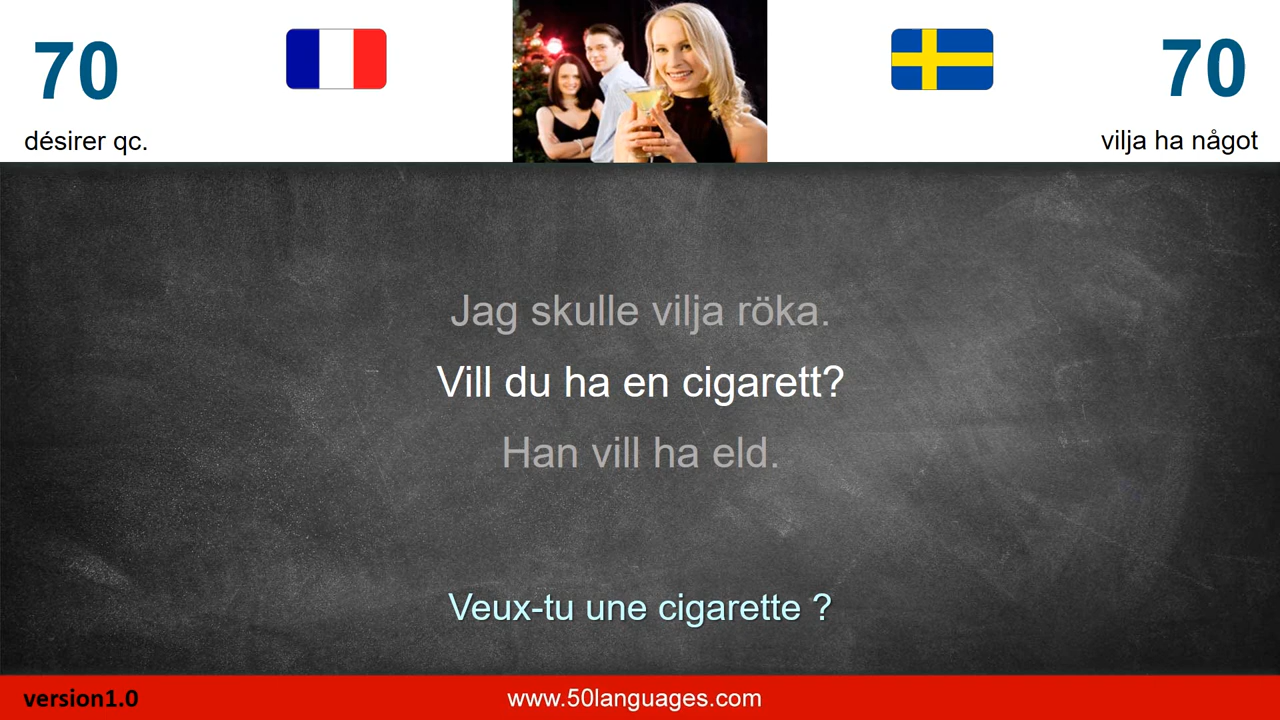 70
70
désirer qc.
vilja ha något
Jag skulle vilja röka.
Vill du ha en cigarett?
Han vill ha eld.
Veux-tu une cigarette ?
version1.0
www.50languages.com